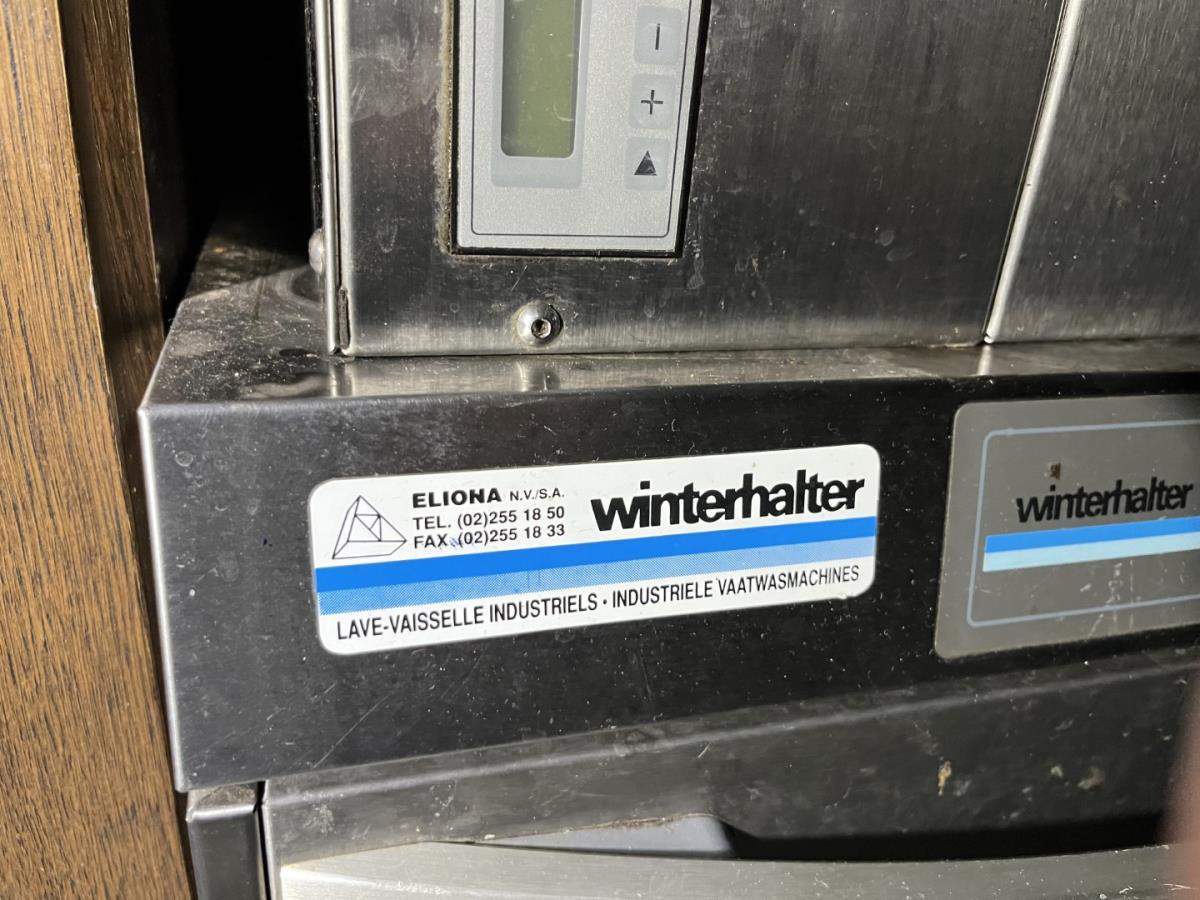 ELIONA N.V./S.A.
TEL. (02)255 18 50
FAX (02)255 18 33
winterhalter
LAVE-VAISSELLE INDUSTRIELS • INDUSTRIELE VAATWASMACHINES
winterhalter